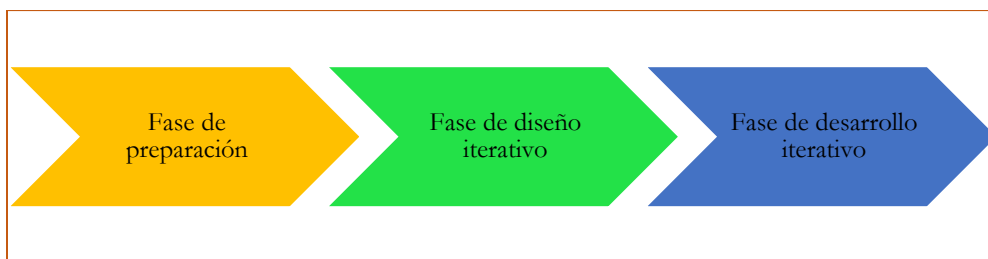 Fase de
preparación
Fase de diseño
iterativo
Fase de desarrollo
iterativo